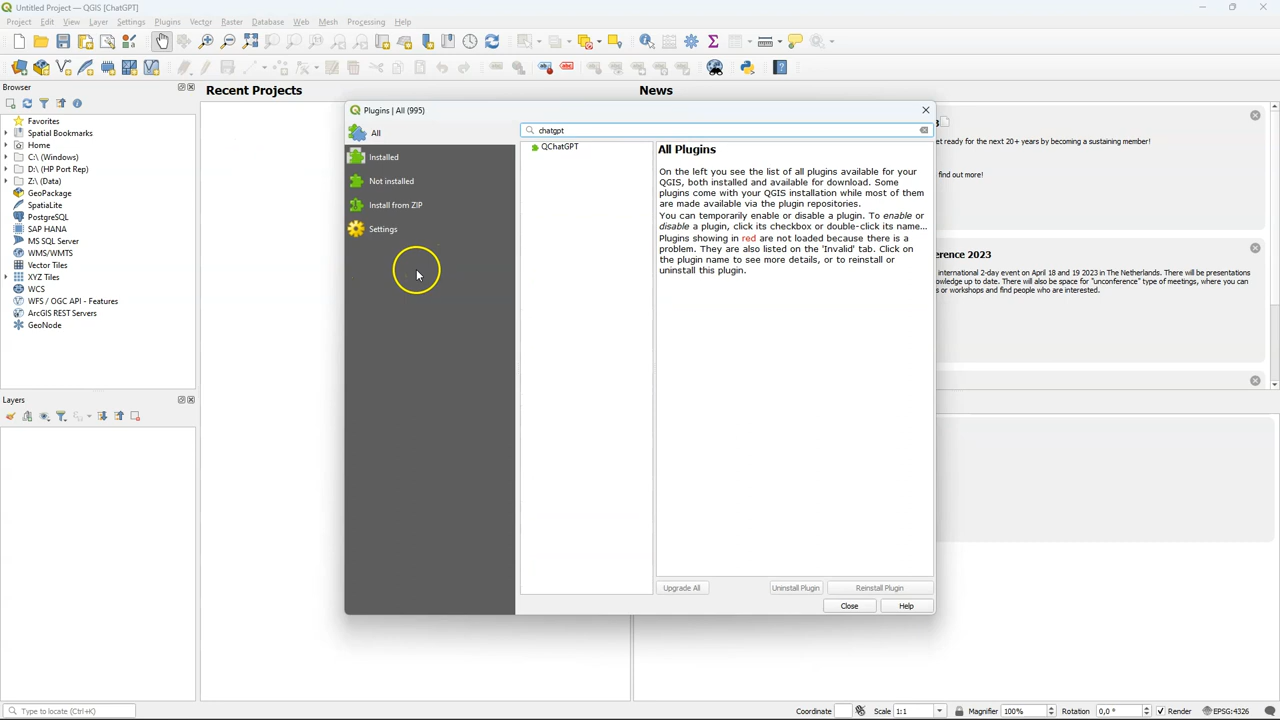 Untitled Project — QGIS [ChatGPT]
Project Edit View Layer Settings Plugins Vector Raster Database Web Mesh Processing Help
Browser
Favorites
Spatial Bookmarks
Home
C:\ (Windows)
D:\ (HP Port Rep)
Z:\ (Data)
GeoPackage
SpatiaLite
PostgreSQL
SAP HANA
MS SQL Server
WMS/WMTS
Vector Tiles
XYZ Tiles
WCS
WFS / OGC API - Features
ArcGIS REST Servers
GeoNode
Layers
Recent Projects
News
et ready for the next 20+ years by becoming a sustaining member!
find out more!
erence 2023
international 2-day event on April 18 and 19 2023 in The Netherlands. There will be presentations
owledge up to date. There will also be space for "unconference" type of meetings, where you can
s or workshops and find people who are interested.
Plugins | All (995)
All
Installed
Not installed
Install from ZIP
Settings
chatgpt
QChatGPT
All Plugins
On the left you see the list of all plugins available for your
QGIS, both installed and available for download. Some
plugins come with your QGIS installation while most of them
are made available via the plugin repositories.
You can temporarily enable or disable a plugin. To enable or
disable a plugin, click its checkbox or double-click its name...
Plugins showing in red are not loaded because there is a
problem. They are also listed on the 'Invalid' tab. Click on
the plugin name to see more details, or to reinstall or
uninstall this plugin.
Upgrade All
Uninstall Plugin
Reinstall Plugin
Close
Help
Type to locate (Ctrl+K)
Coordinate
Scale 1:1
Magnifier 100%
Rotation 0,0 °
Render
EPSG:4326